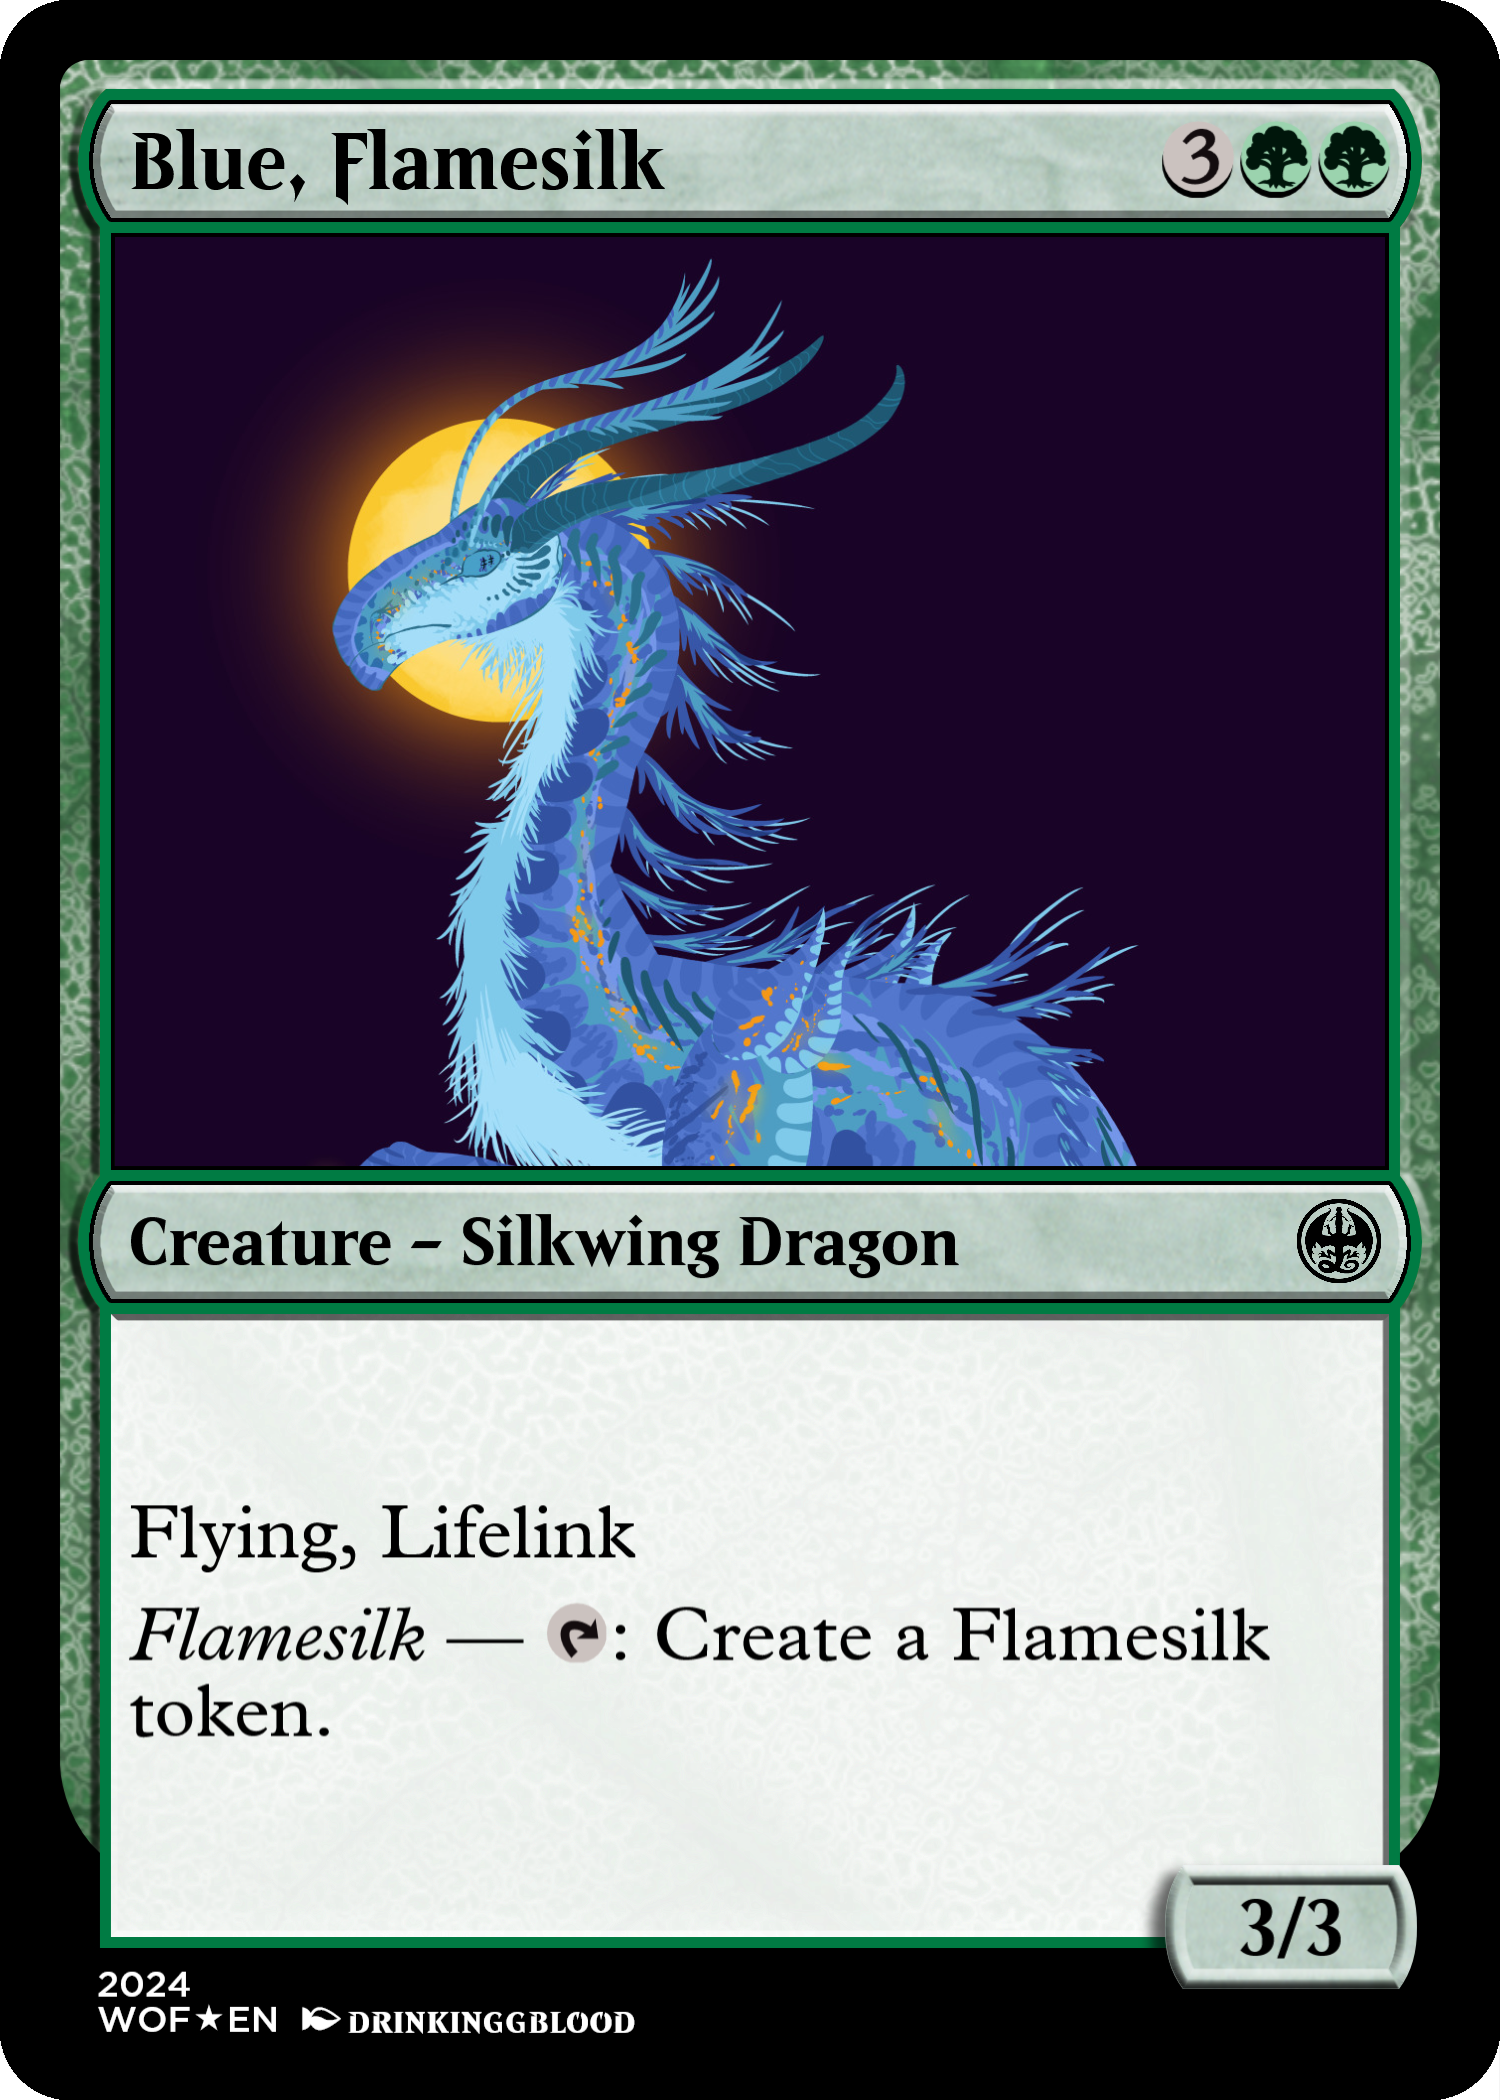 Blue, Flamesilk 3
Creature – Silkwing Dragon
Flying, Lifelink
Flamesilk — : Create a Flamesilk
token.
3/3
2024
WOF★EN DRINKINGGBLOOD